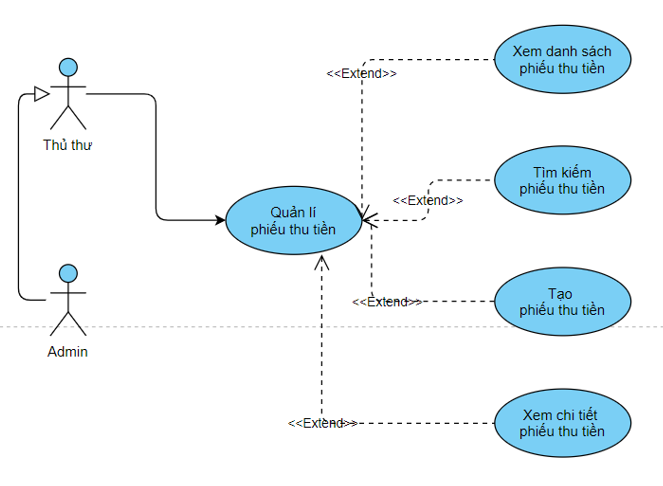 Xem danh sách
phiếu thu tiền
<<Extend>>
Thủ thư
Tìm kiếm
phiếu thu tiền
<<Extend>>
Quản lí
phiếu thu tiền
Tạo
phiếu thu tiền
<<Extend>>
Admin
Xem chi tiết
phiếu thu tiền
<<Extend>>